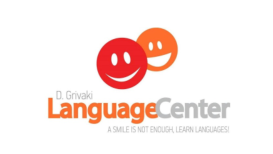 D. Grivaki
LanguageCenter
A SMILE IS NOT ENOUGH, LEARN LANGUAGES!